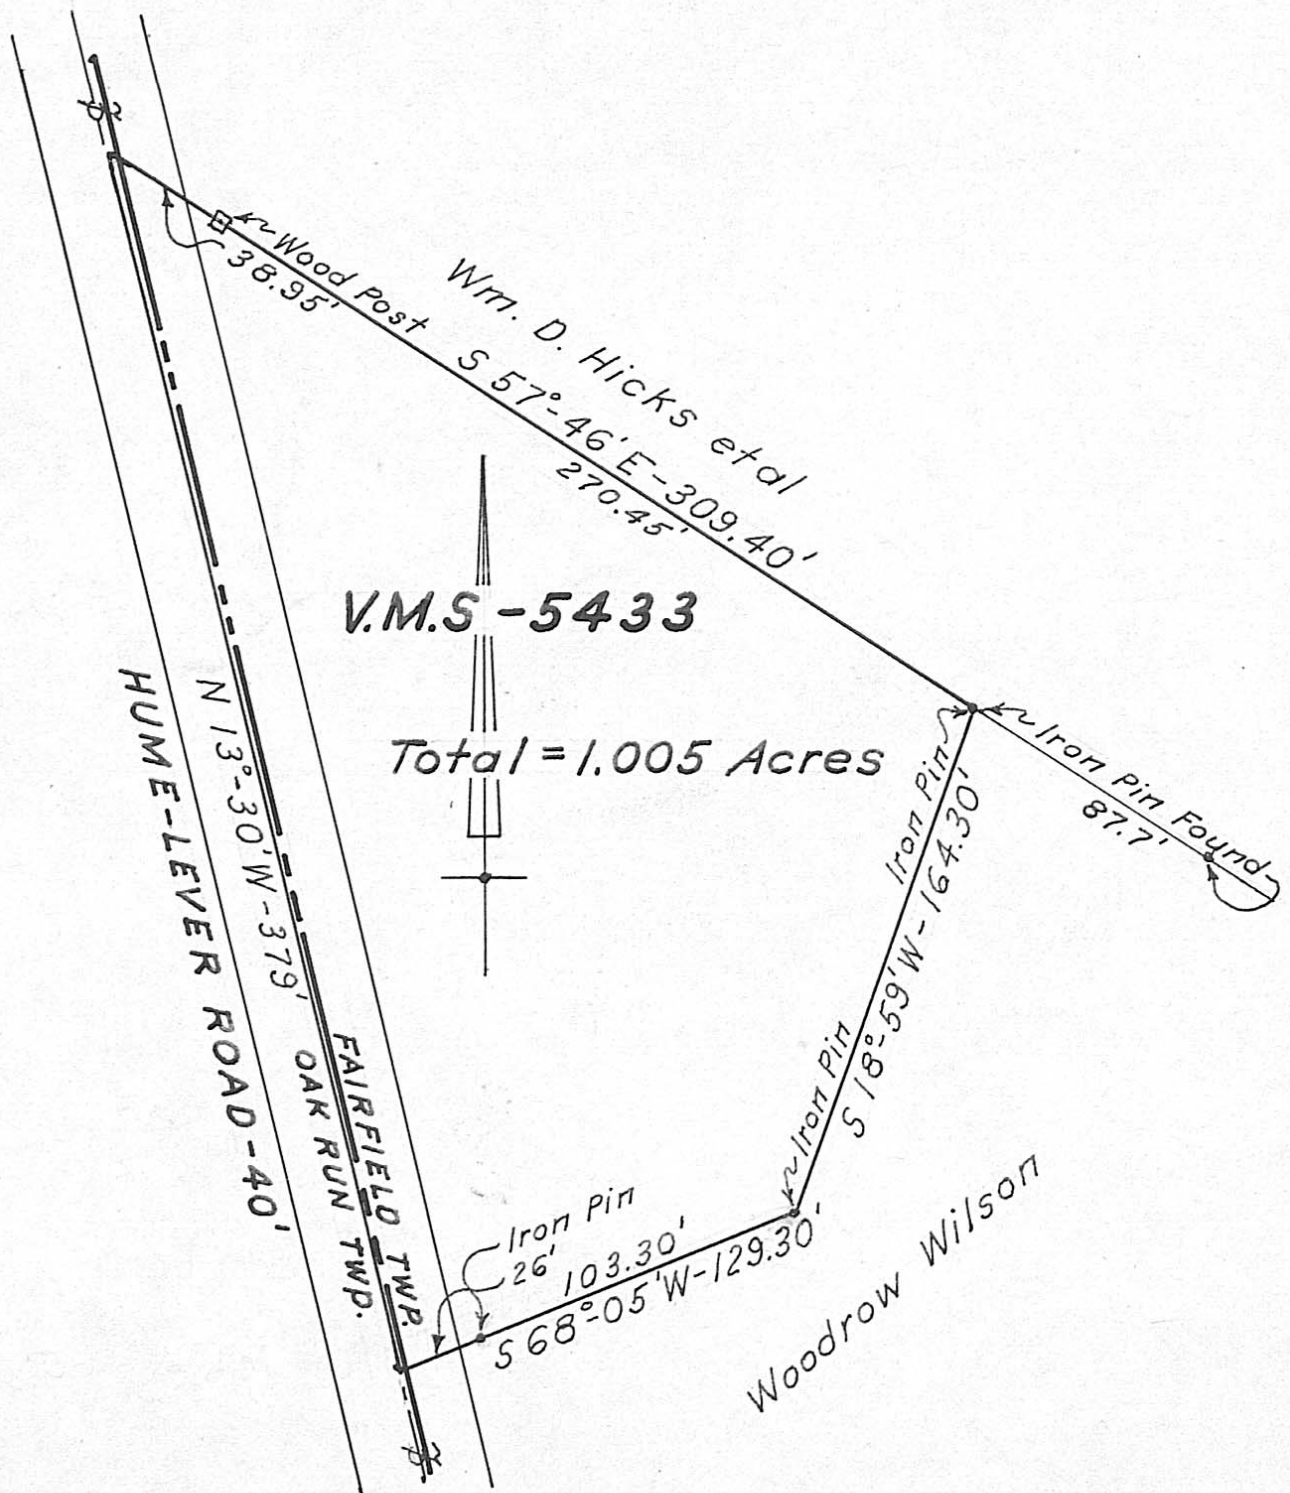 Wood Post
38.95'
Wm. D. Hicks etal
S 57°-46' E-309.40'
270.45'
V.M.S-5433
Total=1.005 Acres
Iron Pin Found
87.7'
Iron Pin
S 18°-59' W-164.30'
Iron Pin
HUME-LEVER ROAD-40'
N 13°-30' W-379'
FAIRFIELD TWP.
OAK RUN TWP.
Iron Pin
26'
103.30'
S 68°-05' W-129.30'
Woodrow Wilson